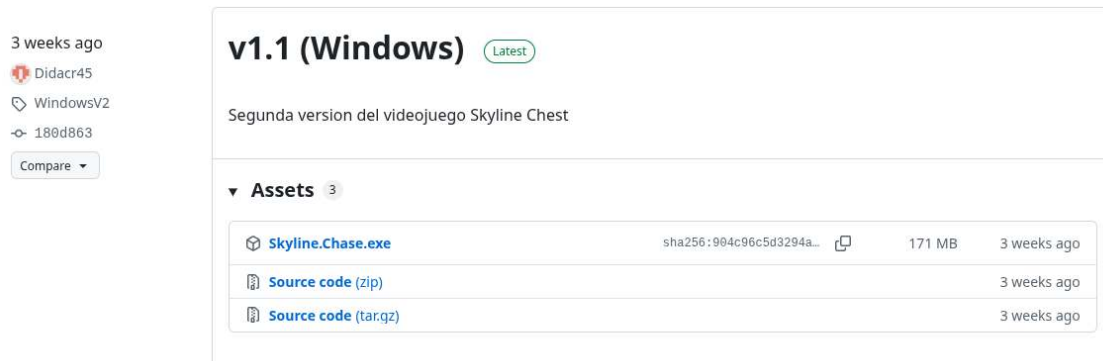 3 weeks ago
Didacr45
WindowsV2
180d863
Compare
v1.1 (Windows) Latest
Segunda version del videojuego Skyline Chest
Assets 3
Skyline.Chase.exe sha256:904c96c5d3294a… 171 MB 3 weeks ago
Source code (zip) 3 weeks ago
Source code (tar.gz) 3 weeks ago